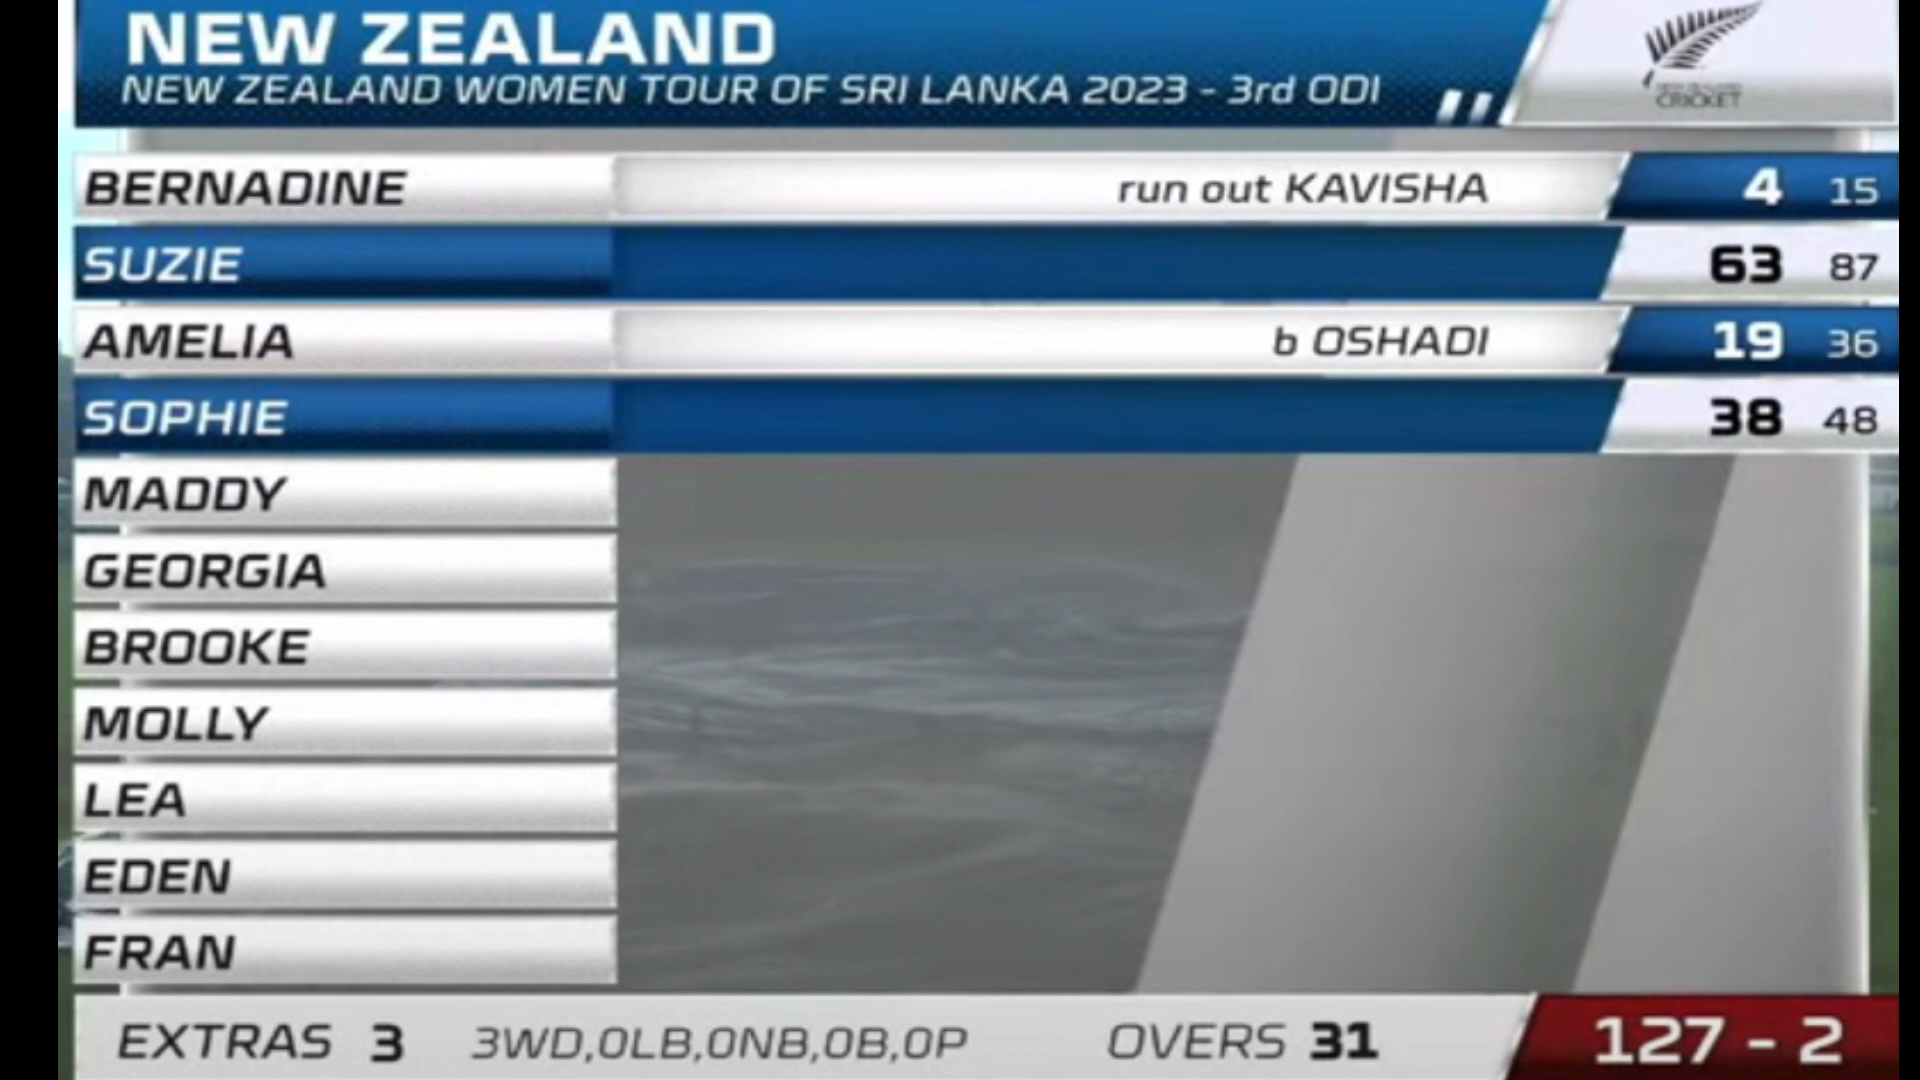 NEW ZEALAND
NEW ZEALAND WOMEN TOUR OF SRI LANKA 2023 - 3rd ODI
CRICKET
BERNADINE run out KAVISHA 4 15
SUZIE 63 87
AMELIA b OSHADI 19 36
SOPHIE 38 48
MADDY
GEORGIA
BROOKE
MOLLY
LEA
EDEN
FRAN
EXTRAS 3 3WD,0LB,0NB,0B,0P OVERS 31 127 - 2